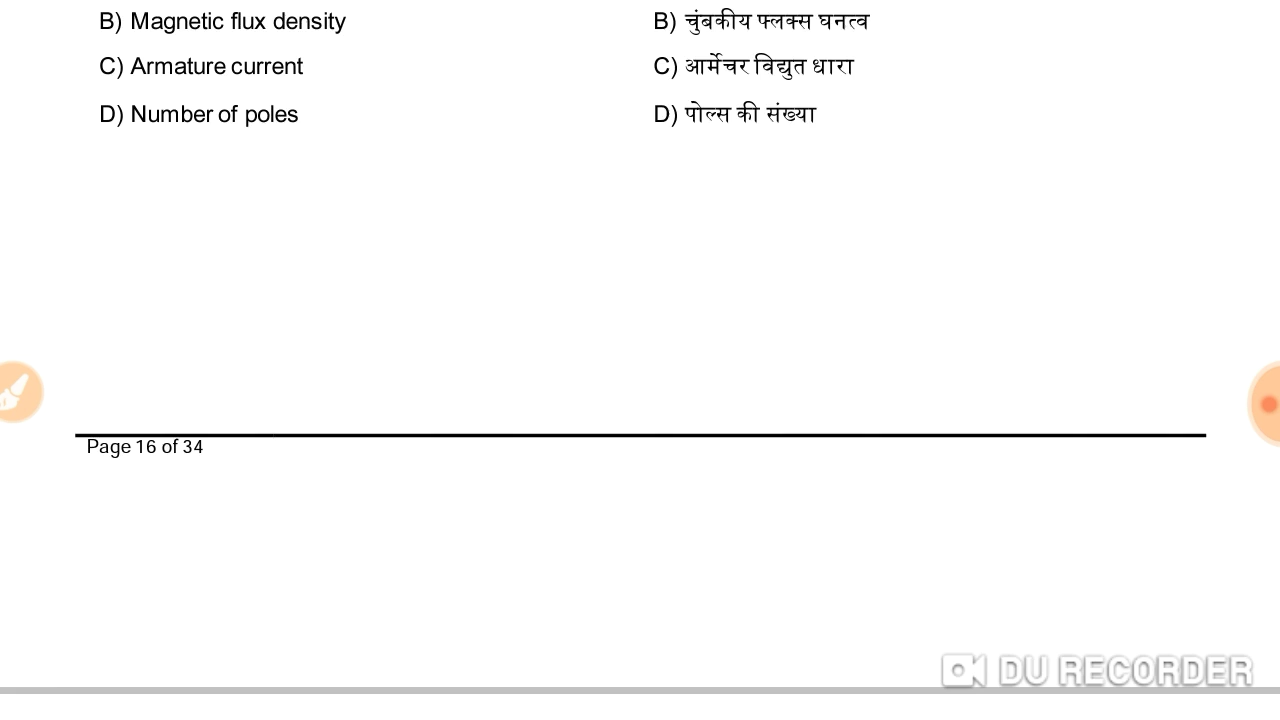 B) Magnetic flux density
B) चुंबकीय फ्लक्स घनत्व
C) Armature current
C) आर्मेचर विद्युत धारा
D) Number of poles
D) पोल्स की संख्या
Page 16 of 34
DU RECORDER